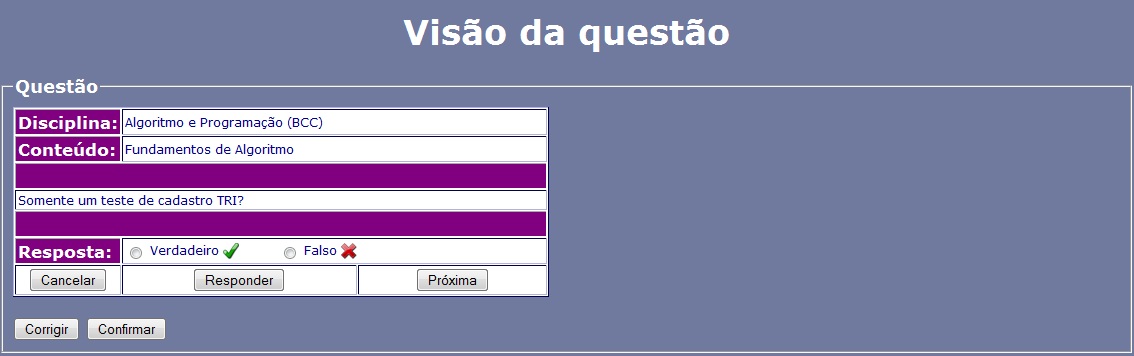 Visão da questão
Questão
Disciplina: Algoritmo e Programação (BCC)
Conteúdo: Fundamentos de Algoritmo
Somente um teste de cadastro TRI?
Resposta: Verdadeiro Falso
Cancelar Responder Próxima
Corrigir Confirmar